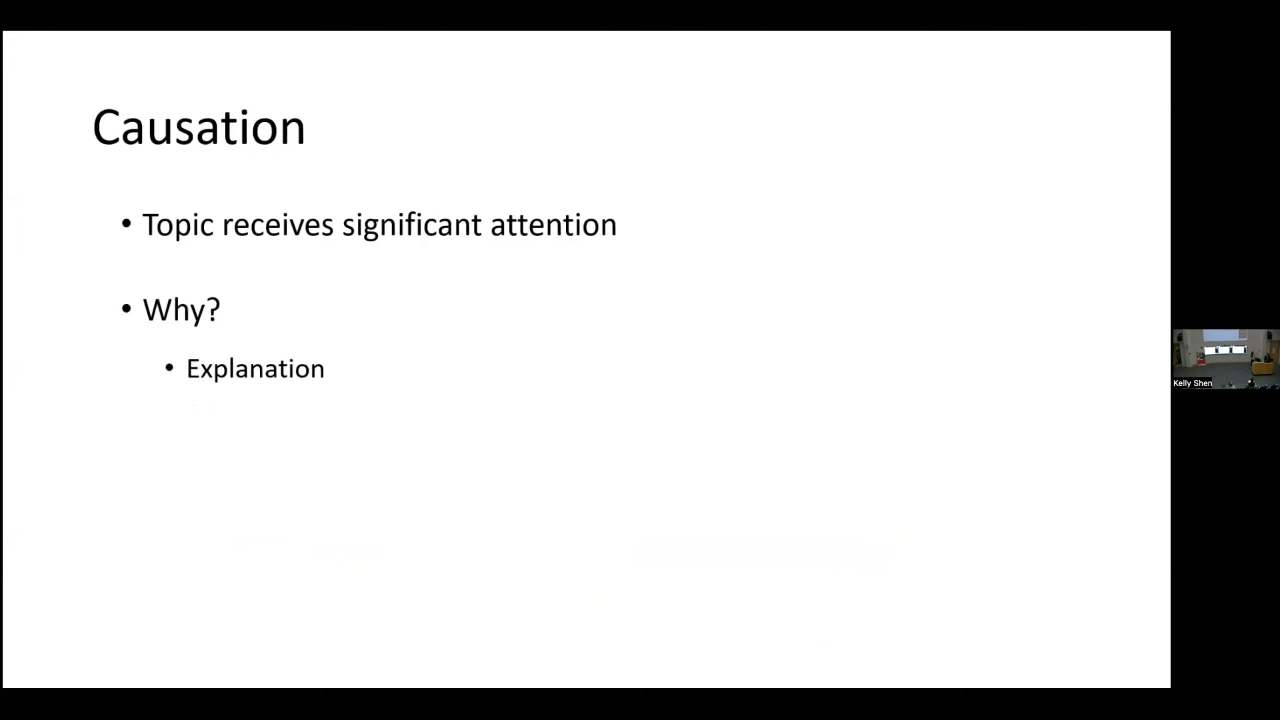 Causation
• Topic receives significant attention
• Why?
• Explanation
Kelly Shen